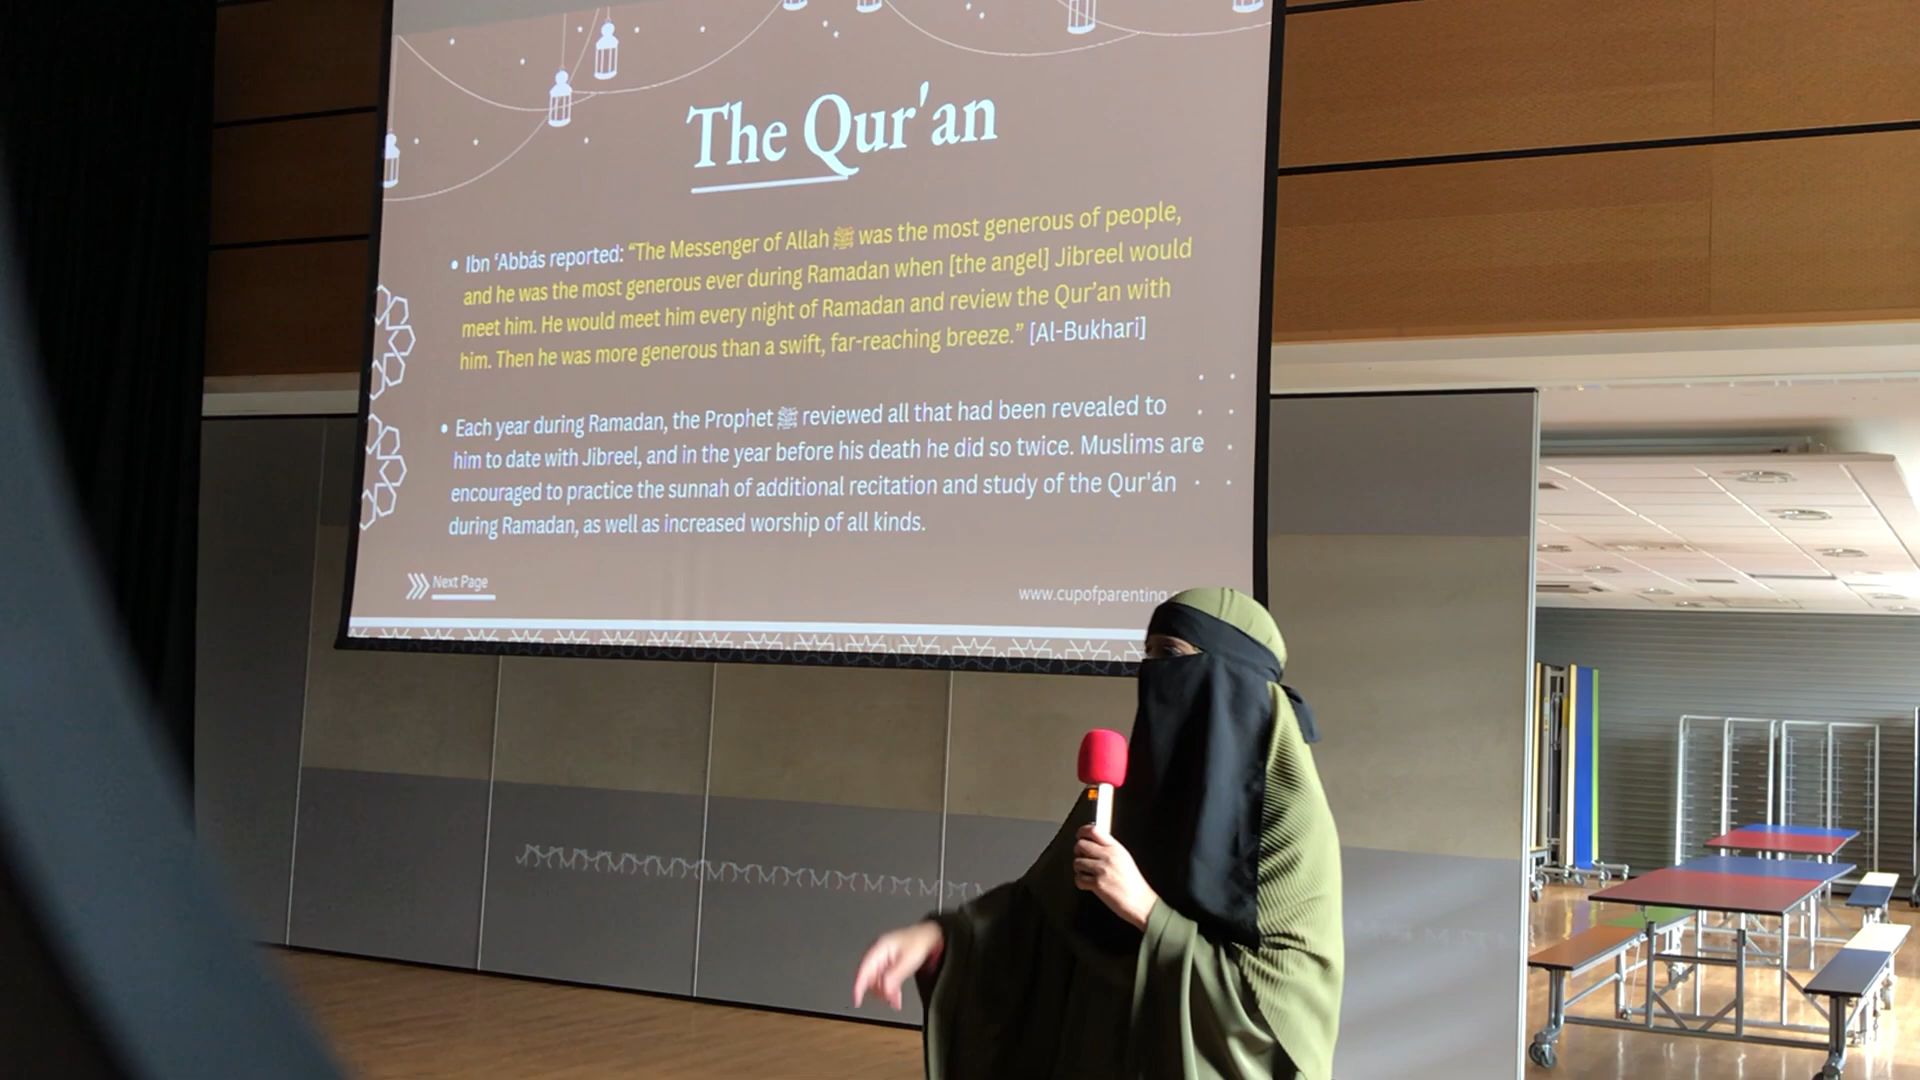 The Qur'an
• Ibn ‘Abbás reported: “The Messenger of Allah ﷺ was the most generous of people,
and he was the most generous ever during Ramadan when [the angel] Jibreel would
meet him. He would meet him every night of Ramadan and review the Qur’an with
him. Then he was more generous than a swift, far-reaching breeze.” [Al-Bukhari]
• Each year during Ramadan, the Prophet ﷺ reviewed all that had been revealed to
him to date with Jibreel, and in the year before his death he did so twice. Muslims are
encouraged to practice the sunnah of additional recitation and study of the Qur'án
during Ramadan, as well as increased worship of all kinds.
Next Page
www.cupofparenting